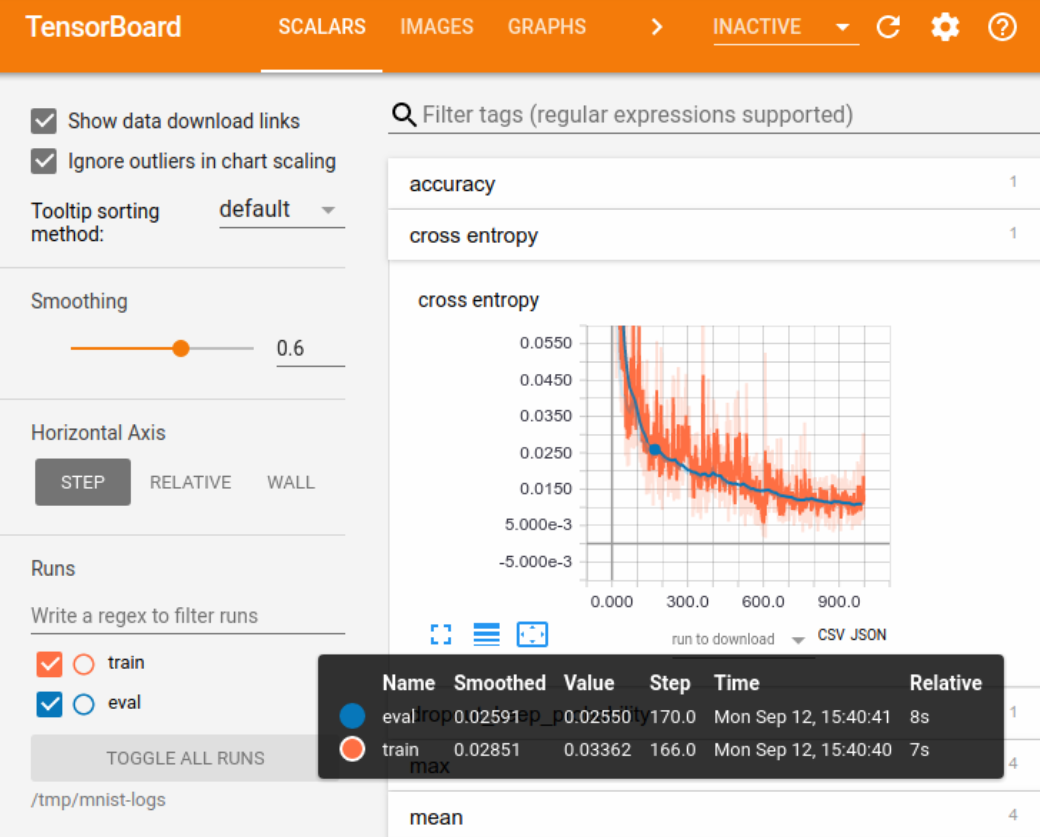 TensorBoard SCALARS IMAGES GRAPHS INACTIVE
Show data download links
Ignore outliers in chart scaling
Tooltip sorting
method:
default
Smoothing
0.6
Horizontal Axis
STEP RELATIVE WALL
Runs
Write a regex to filter runs
train
eval
TOGGLE ALL RUNS
/tmp/mnist-logs
Filter tags (regular expressions supported)
accuracy 1
cross entropy 1
cross entropy
0.0550
0.0450
0.0350
0.0250
0.0150
5.000e-3
-5.000e-3
0.000 300.0 600.0 900.0
run to download CSV JSON
Name Smoothed Value Step Time Relative
eval 0.02591 0.02550 170.0 Mon Sep 12, 15:40:41 8s
train 0.02851 0.03362 166.0 Mon Sep 12, 15:40:40 7s
1
max 4
mean 4